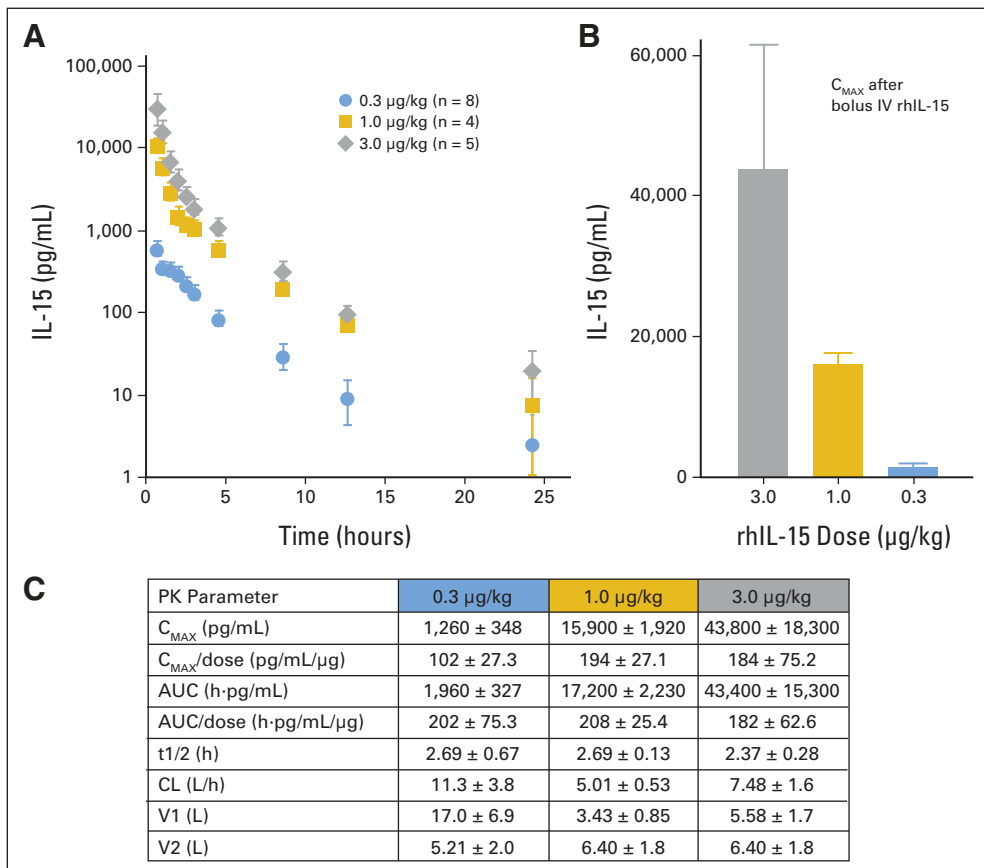 A
100,000
10,000
1,000
100
10
1
IL-15 (pg/mL)
0.3 µg/kg (n = 8)
1.0 µg/kg (n = 4)
3.0 µg/kg (n = 5)
0 5 10 15 20 25
Time (hours)
B
60,000
40,000
20,000
0
IL-15 (pg/mL)
CMAX after
bolus IV rhIL-15
3.0 1.0 0.3
rhIL-15 Dose (µg/kg)
C
PK Parameter 0.3 µg/kg 1.0 µg/kg 3.0 µg/kg
CMAX (pg/mL) 1,260 ± 348 15,900 ± 1,920 43,800 ± 18,300
CMAX/dose (pg/mL/µg) 102 ± 27.3 194 ± 27.1 184 ± 75.2
AUC (h·pg/mL) 1,960 ± 327 17,200 ± 2,230 43,400 ± 15,300
AUC/dose (h·pg/mL/µg) 202 ± 75.3 208 ± 25.4 182 ± 62.6
t1/2 (h) 2.69 ± 0.67 2.69 ± 0.13 2.37 ± 0.28
CL (L/h) 11.3 ± 3.8 5.01 ± 0.53 7.48 ± 1.6
V1 (L) 17.0 ± 6.9 3.43 ± 0.85 5.58 ± 1.7
V2 (L) 5.21 ± 2.0 6.40 ± 1.8 6.40 ± 1.8